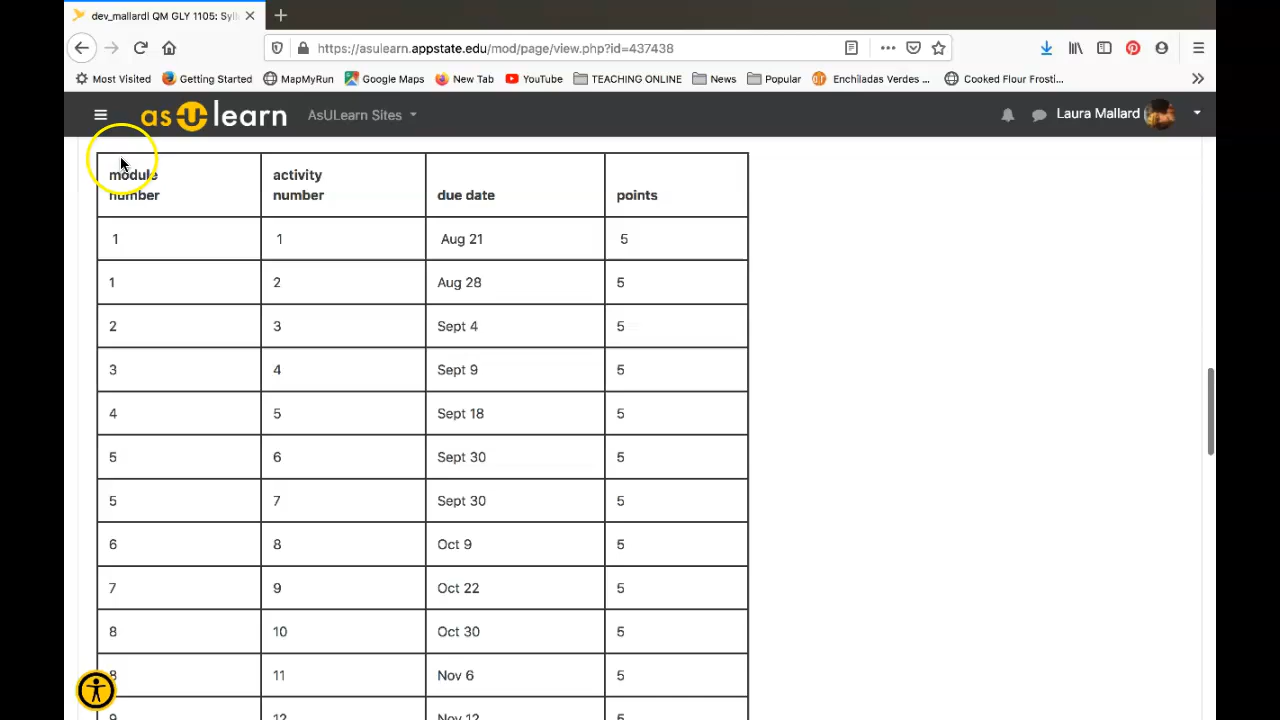 dev_mallardl QM GLY 1105: Syll
https://asulearn.appstate.edu/mod/page/view.php?id=437438
Most Visited Getting Started MapMyRun Google Maps New Tab YouTube TEACHING ONLINE News Popular Enchiladas Verdes ... Cooked Flour Frosti...
asUlearn AsULearn Sites Laura Mallard
module number activity number due date points
1 1 Aug 21 5
1 2 Aug 28 5
2 3 Sept 4 5
3 4 Sept 9 5
4 5 Sept 18 5
5 6 Sept 30 5
5 7 Sept 30 5
6 8 Oct 9 5
7 9 Oct 22 5
8 10 Oct 30 5
8 11 Nov 6 5
9 12 Nov 12 5